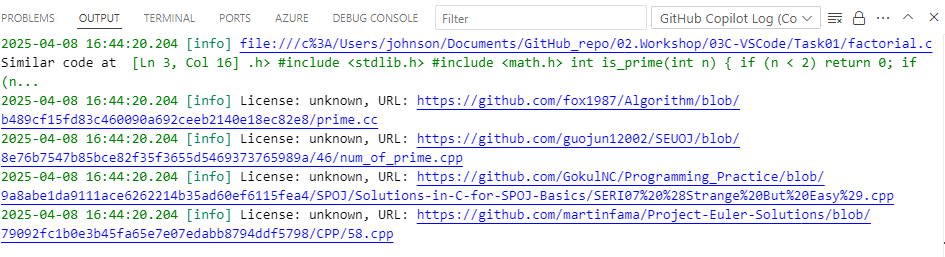 PROBLEMS OUTPUT TERMINAL PORTS AZURE DEBUG CONSOLE Filter GitHub Copilot Log (Co
2025-04-08 16:44:20.204 [info] file:///c%3A/Users/johnson/Documents/GitHub_repo/02.Workshop/03C-VSCode/Task01/factorial.c
Similar code at [Ln 3, Col 16] .h> #include <stdlib.h> #include <math.h> int is_prime(int n) { if (n < 2) return 0; if
(n...
2025-04-08 16:44:20.204 [info] License: unknown, URL: https://github.com/fox1987/Algorithm/blob/
b489cf15fd83c460090a692ceeb2140e18ec82e8/prime.cc
2025-04-08 16:44:20.204 [info] License: unknown, URL: https://github.com/guojun12002/SEUOJ/blob/
8e76b7547b85bce82f35f3655d5469373765989a/46/num_of_prime.cpp
2025-04-08 16:44:20.204 [info] License: unknown, URL: https://github.com/GokulNC/Programming_Practice/blob/
9a8abe1da9111ace6262214b35ad60ef6115fea4/SPOJ/Solutions-in-C-for-SPOJ-Basics/SERI07%20%28Strange%20But%20Easy%29.cpp
2025-04-08 16:44:20.204 [info] License: unknown, URL: https://github.com/martinfama/Project-Euler-Solutions/blob/
79092fc1b0e3b45fa65e7e07edabb8794ddf5798/CPP/58.cpp